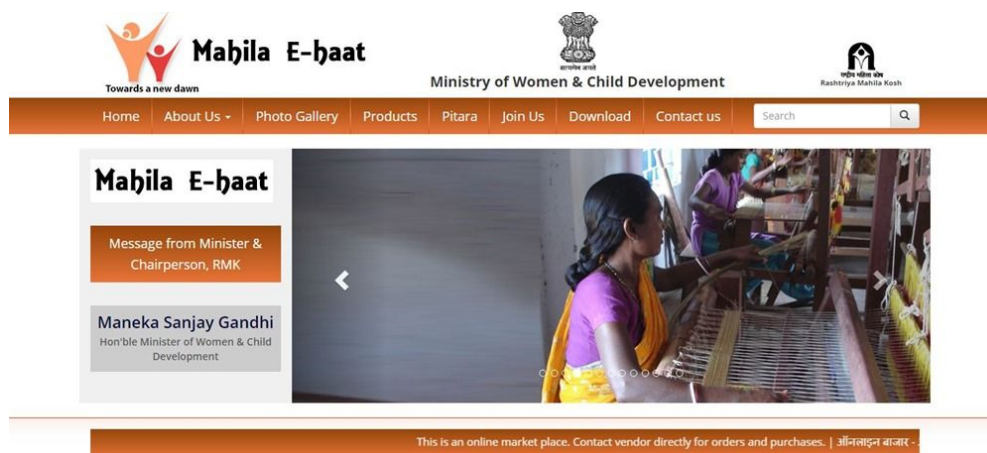 Mahila E-haat
Towards a new dawn
सत्यमेव जयते
Ministry of Women & Child Development
राष्ट्रीय महिला कोष
Rashtriya Mahila Kosh
Home About Us Photo Gallery Products Pitara Join Us Download Contact us Search
Mahila E-haat
Message from Minister &
Chairperson, RMK
Maneka Sanjay Gandhi
Hon'ble Minister of Women & Child
Development
This is an online market place. Contact vendor directly for orders and purchases. | ऑनलाइन बाजार -